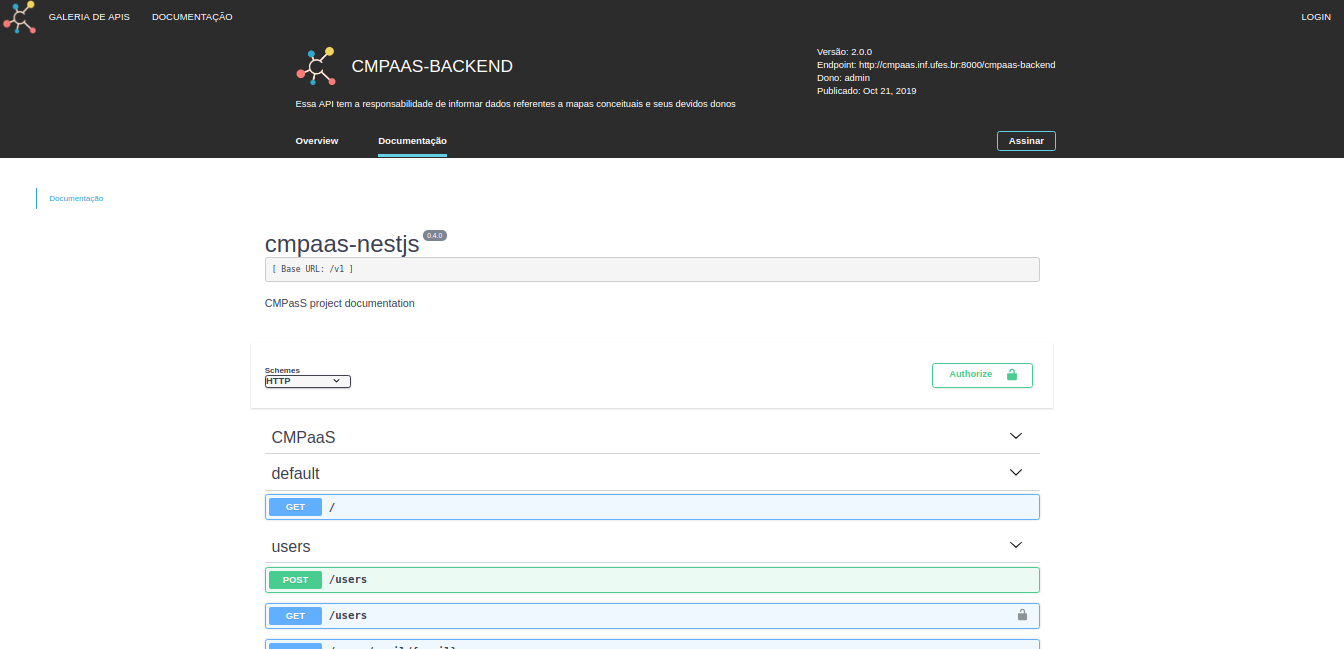 GALERIA DE APIS DOCUMENTAÇÃO LOGIN
CMPAAS-BACKEND
Versão: 2.0.0
Endpoint: http://cmpaas.inf.ufes.br:8000/cmpaas-backend
Dono: admin
Publicado: Oct 21, 2019
Essa API tem a responsabilidade de informar dados referentes a mapas conceituais e seus devidos donos
Overview Documentação Assinar
Documentação
cmpaas-nestjs 0.4.0
[ Base URL: /v1 ]
CMPasS project documentation
Schemes
HTTP
Authorize
CMPaaS
default
GET /
users
POST /users
GET /users